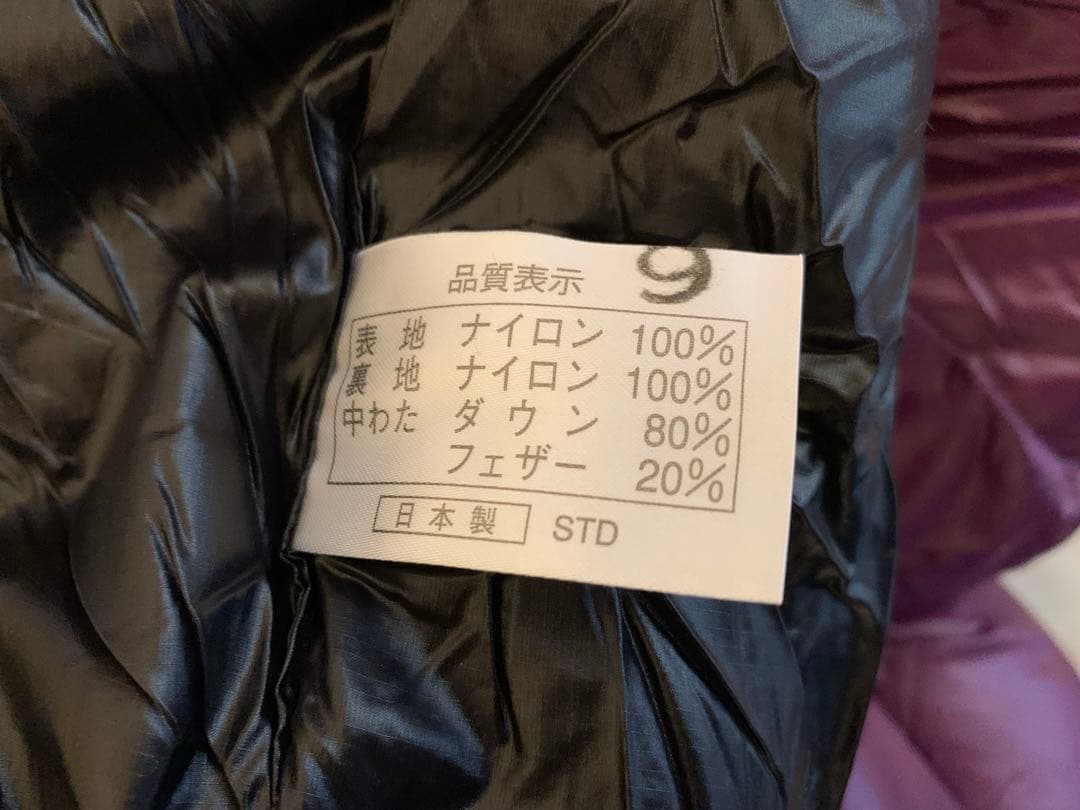 品質表示 9
表地 ナイロン 100%
裏地 ナイロン 100%
中わた ダウン 80%
フェザー 20%
日本製 STD